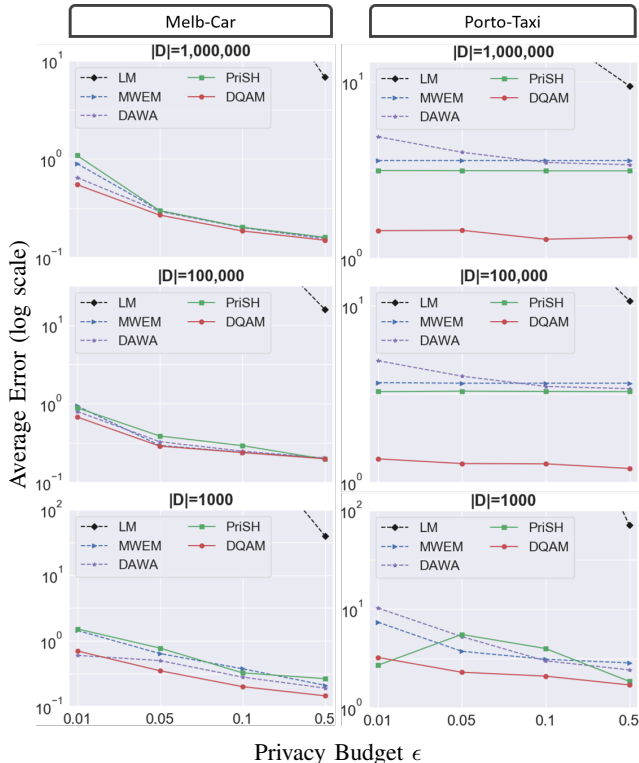 Melb-Car
Porto-Taxi
Average Error (log scale)
|D|=1,000,000
LM
MWEM
DAWA
PriSH
DQAM
10^1
10^0
10^-1
|D|=1,000,000
LM
MWEM
DAWA
PriSH
DQAM
10^1
10^0
|D|=100,000
LM
MWEM
DAWA
PriSH
DQAM
10^1
10^0
10^-1
|D|=100,000
LM
MWEM
DAWA
PriSH
DQAM
10^1
10^0
|D|=1000
LM
MWEM
DAWA
PriSH
DQAM
10^2
10^1
10^0
10^-1
0.01 0.05 0.1 0.5
|D|=1000
LM
MWEM
DAWA
PriSH
DQAM
10^2
10^1
10^0
0.01 0.05 0.1 0.5
Privacy Budget ϵ